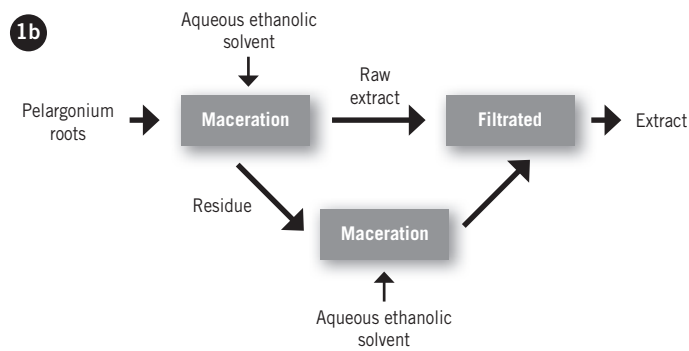 1b
Aqueous ethanolic
solvent
Pelargonium
roots
Maceration
Raw
extract
Filtrated
Extract
Residue
Maceration
Aqueous ethanolic
solvent